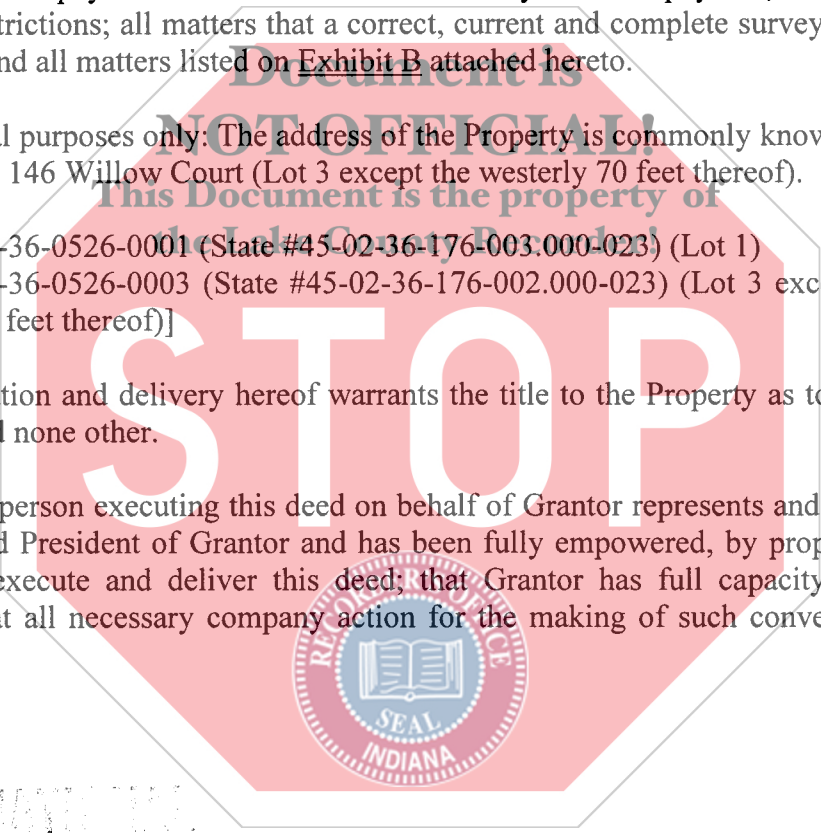 trictions; all matters that a correct, current and complete survey
nd all matters listed on Exhibit B attached hereto.
Document is
l purposes only: The address of the Property is commonly know
NOT OFFICIAL!
146 Willow Court (Lot 3 except the westerly 70 feet thereof).
This Document is the property of
the Lake County Recorder!
-36-0526-0001 (State #45-02-36-176-003.000-023) (Lot 1)
-36-0526-0003 (State #45-02-36-176-002.000-023) (Lot 3 exc
feet thereof)]
STOP
tion and delivery hereof warrants the title to the Property as to
d none other.
person executing this deed on behalf of Grantor represents and
d President of Grantor and has been fully empowered, by prop
execute and deliver this deed; that Grantor has full capacity
t all necessary company action for the making of such conve
RECORDER'S OFFICE
SEAL
INDIANA